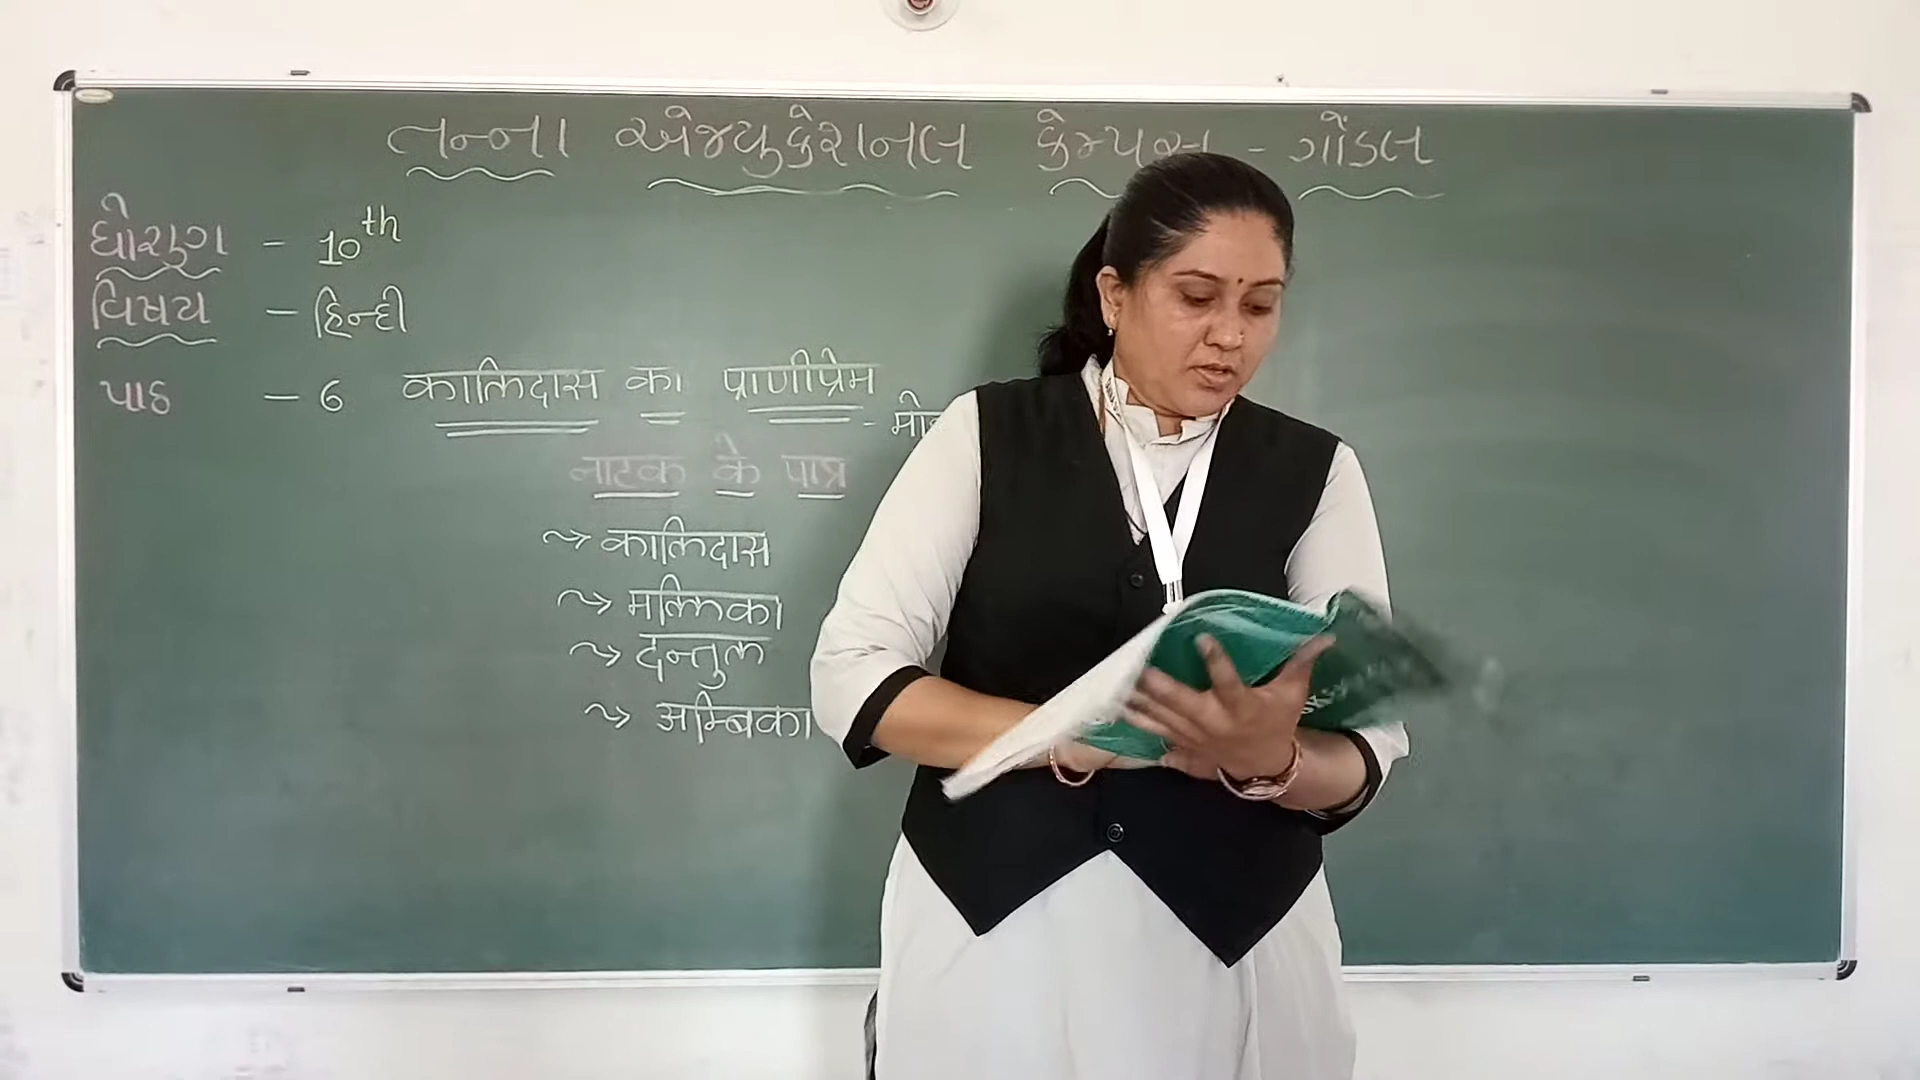 તન્ના એજ્યુકેશનલ કેમ્પસ - ગોંડલ
ધોરણ - 10th
વિષય - हिन्दी
પાઠ - 6 कालिदास का प्राणीप्रेम
नाटक के पात्र
कालिदास
मल्लिका
दन्तुल
अम्बिका